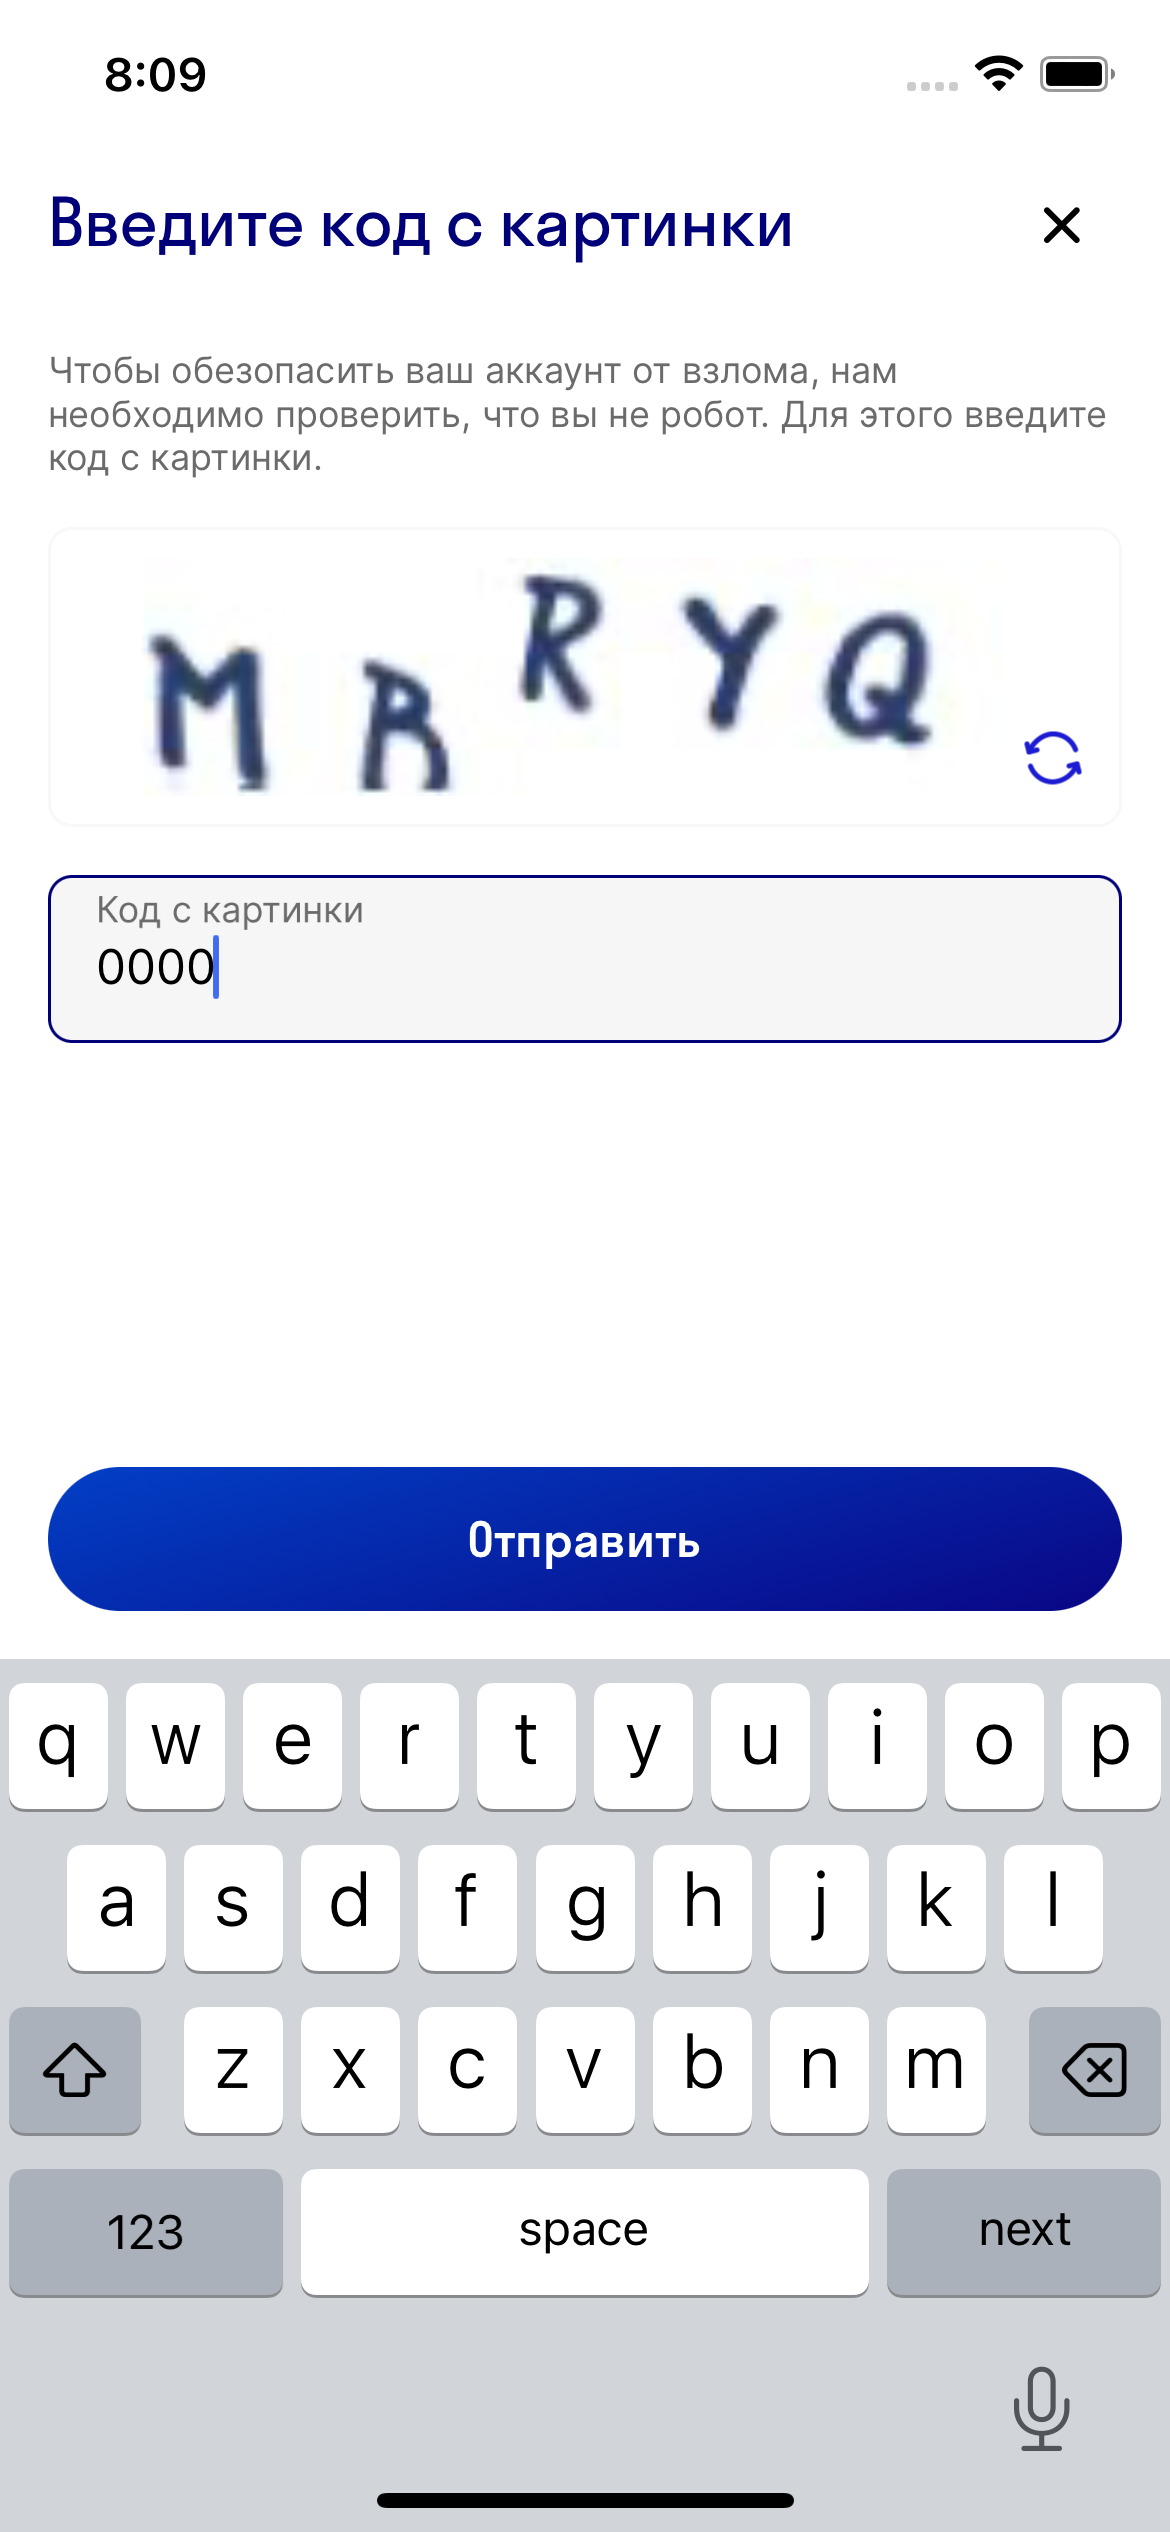 8:09
Введите код с картинки
Чтобы обезопасить ваш аккаунт от взлома, нам
необходимо проверить, что вы не робот. Для этого введите
код с картинки.
Код с картинки
0000
Отправить
q w e r t y u i o p
a s d f g h j k l
z x c v b n m
123 space next